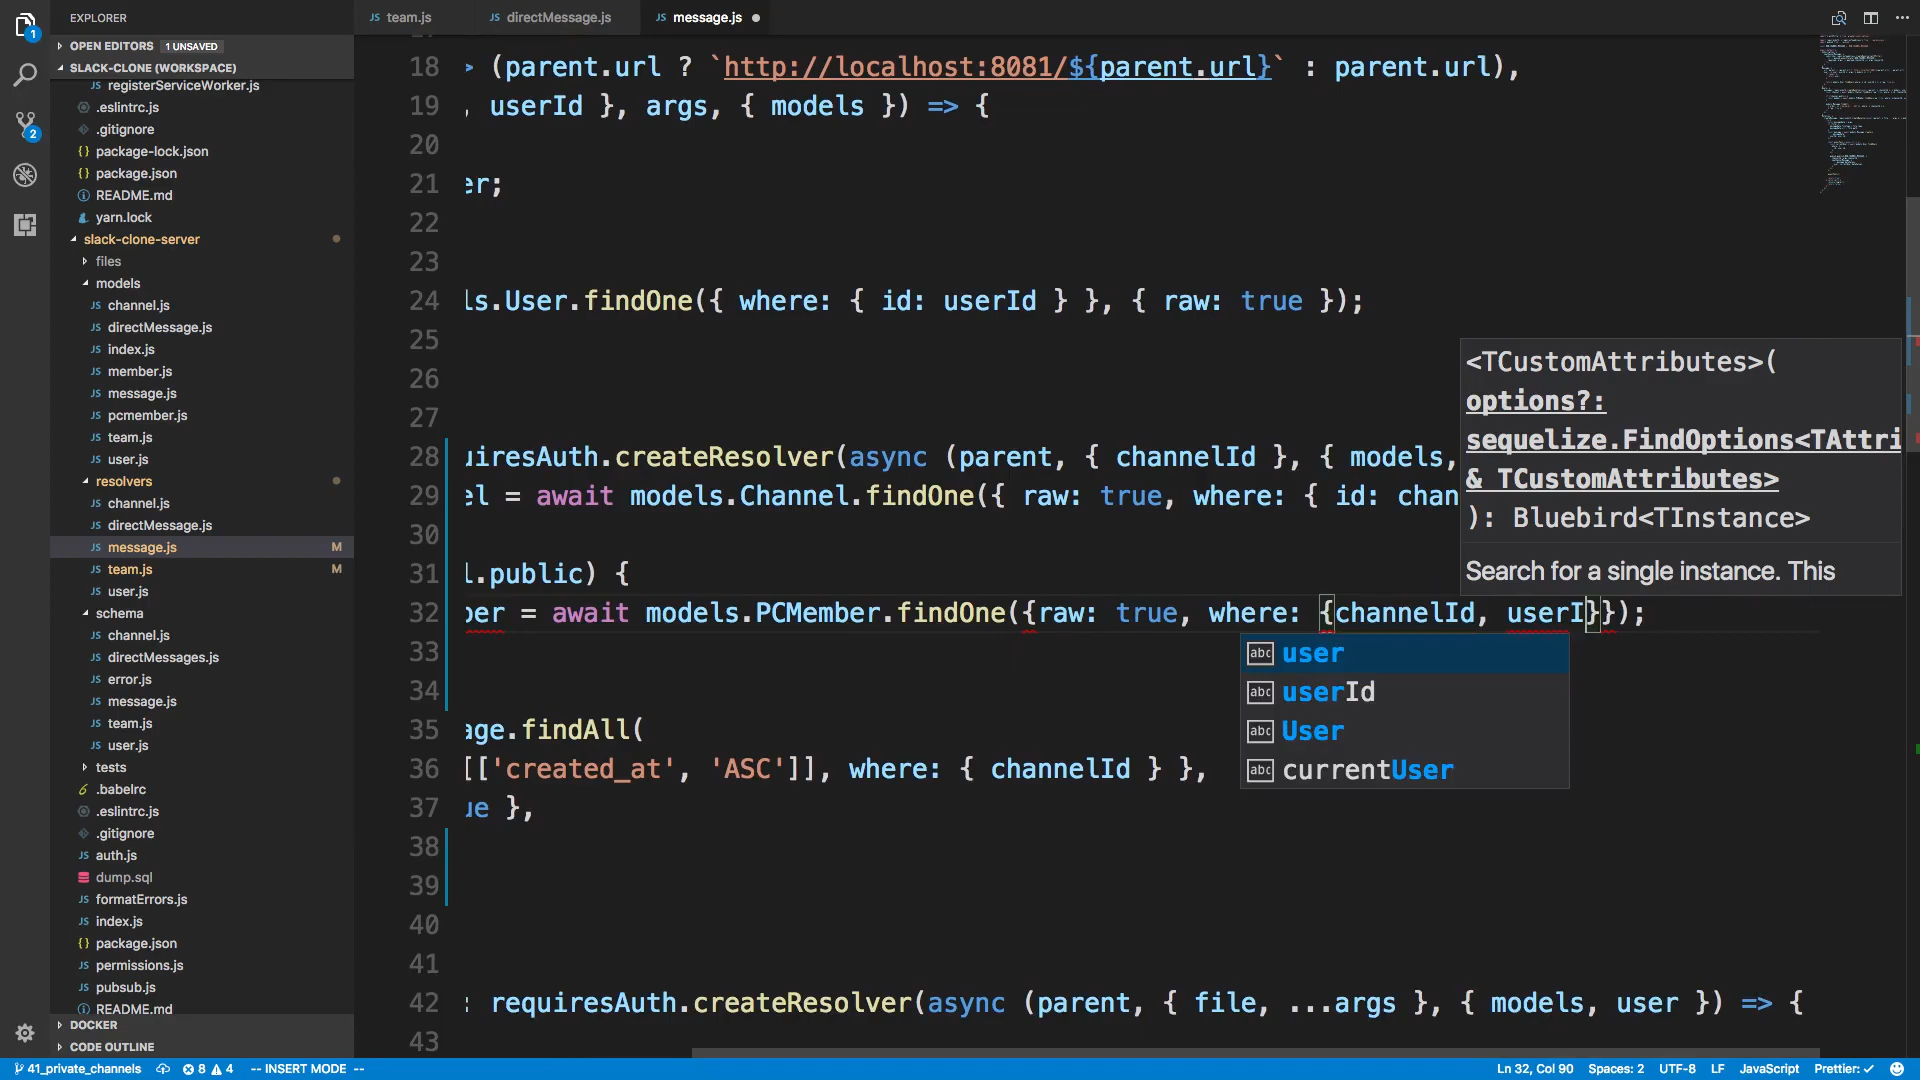 EXPLORER
OPEN EDITORS 1 UNSAVED
SLACK-CLONE (WORKSPACE)
registerServiceWorker.js
.eslintrc.js
.gitignore
package-lock.json
package.json
README.md
yarn.lock
slack-clone-server
files
models
channel.js
directMessage.js
index.js
member.js
message.js
pcmember.js
team.js
user.js
resolvers
channel.js
directMessage.js
message.js M
team.js M
user.js
schema
channel.js
directMessages.js
error.js
message.js
team.js
user.js
tests
.babelrc
.eslintrc.js
.gitignore
auth.js
dump.sql
formatErrors.js
index.js
package.json
permissions.js
pubsub.js
README.md
DOCKER
CODE OUTLINE
team.js directMessage.js message.js
18 > (parent.url ? `http://localhost:8081/${parent.url}` : parent.url),
19 , userId }, args, { models }) => {
20
21 er;
22
23
24 ls.User.findOne({ where: { id: userId } }, { raw: true });
25
26
27
28 uiresAuth.createResolver(async (parent, { channelId }, { models,
29 el = await models.Channel.findOne({ raw: true, where: { id: chan
30
31 l.public) {
32 ber = await models.PCMember.findOne({raw: true, where: {channelId, userI}});
33
34
35 age.findAll(
36 [['created_at', 'ASC']], where: { channelId } },
37 ue },
38
39
40
41
42 : requiresAuth.createResolver(async (parent, { file, ...args }, { models, user }) => {
43
<TCustomAttributes>(
options?:
sequelize.FindOptions<TAttri
& TCustomAttributes>
): Bluebird<TInstance>
Search for a single instance. This
abc user
abc userId
abc User
abc currentUser
1
2
41_private_channels 8 4 -- INSERT MODE -- Ln 32, Col 90 Spaces: 2 UTF-8 LF JavaScript Prettier: ✓